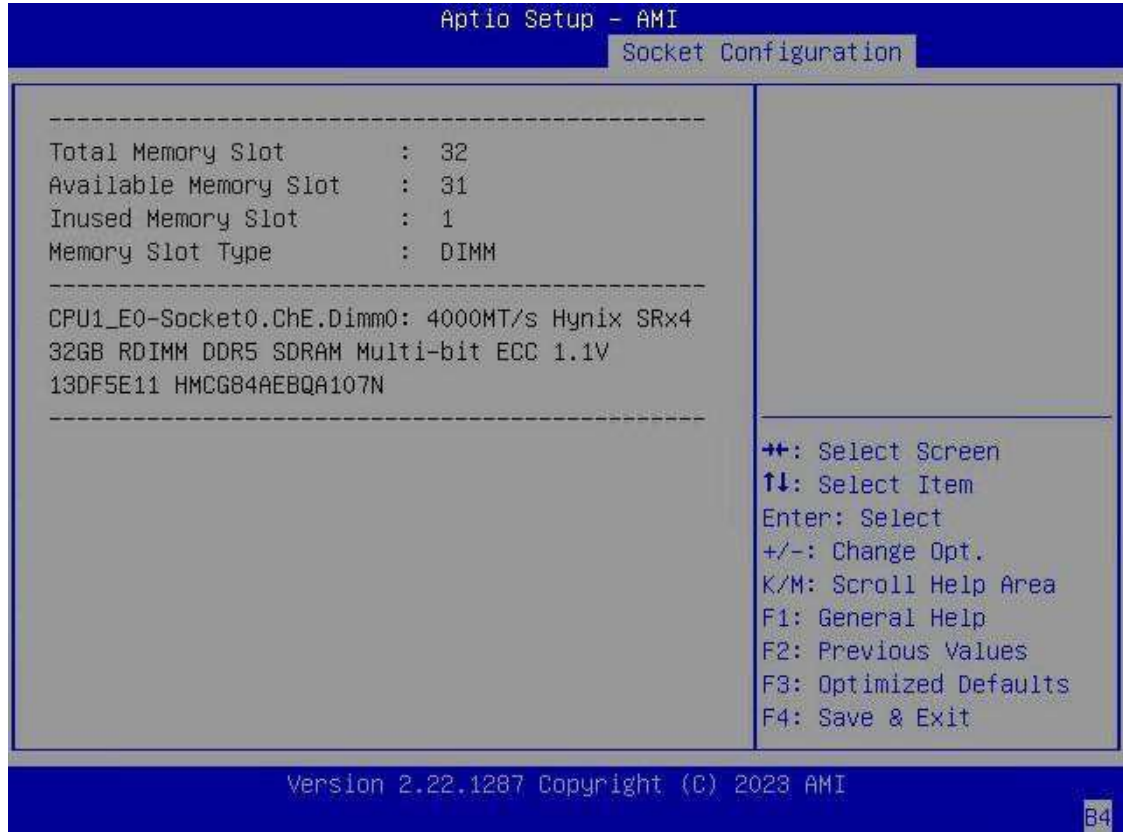 Aptio Setup – AMI
Socket Configuration
Total Memory Slot : 32
Available Memory Slot : 31
Inused Memory Slot : 1
Memory Slot Type : DIMM
CPU1_E0-Socket0.ChE.Dimm0: 4000MT/s Hynix SRx4
32GB RDIMM DDR5 SDRAM Multi-bit ECC 1.1V
13DF5E11 HMCG84AEBQA107N
→←: Select Screen
↑↓: Select Item
Enter: Select
+/-: Change Opt.
K/M: Scroll Help Area
F1: General Help
F2: Previous Values
F3: Optimized Defaults
F4: Save & Exit
Version 2.22.1287 Copyright (C) 2023 AMI
B4